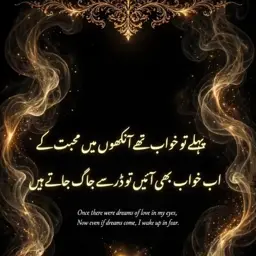 پہلے تو خواب تھے آنکھوں میں محبت کے
اب خواب بھی آئیں تو ڈر سے جاگ جاتے ہیں
Once there were dreams of love in my eyes,
Now even if dreams come, I wake up in fear.